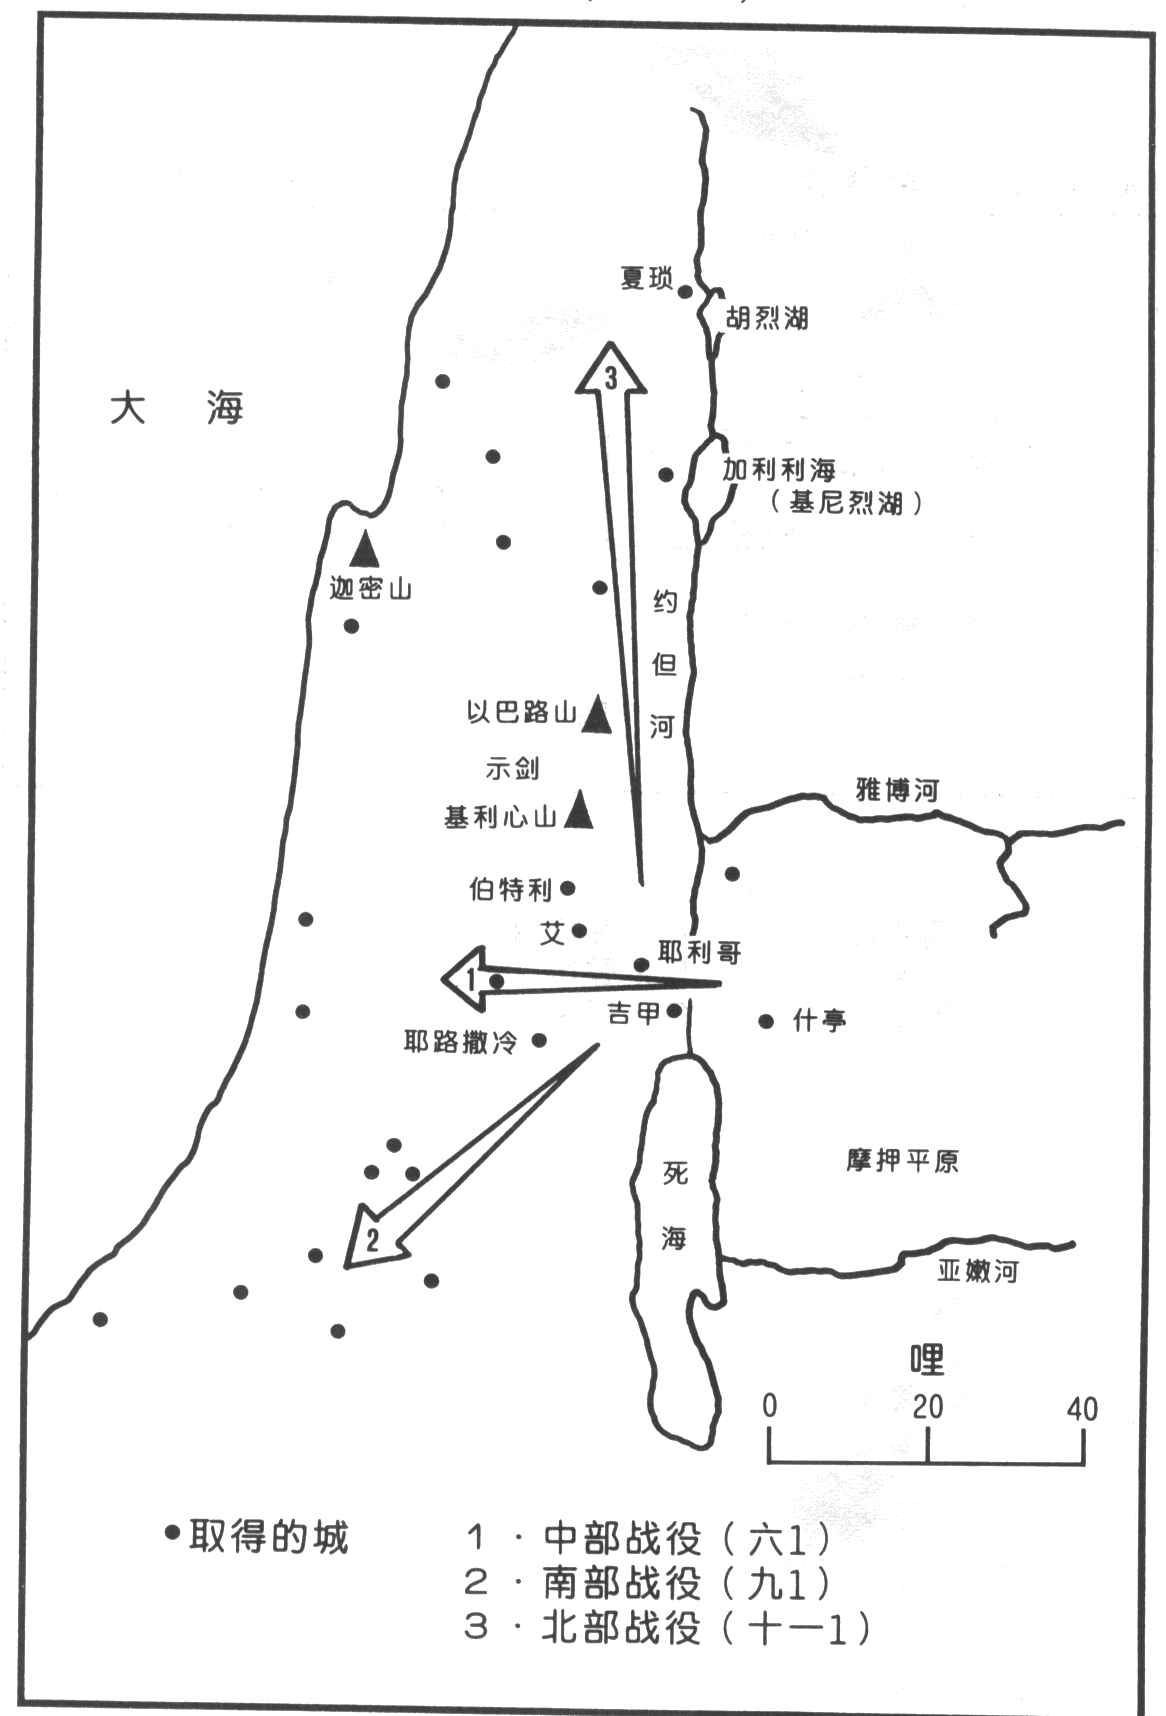 夏琐
胡烈湖
3
大 海
加利利海
（基尼烈湖）
迦密山
约但河
以巴路山
示剑
基利心山
雅博河
伯特利
艾
耶利哥
1
吉甲
什亭
耶路撒冷
死海
摩押平原
2
亚嫩河
哩
0 20 40
●取得的城
1 · 中部战役（六1）
2 · 南部战役（九1）
3 · 北部战役（十一1）